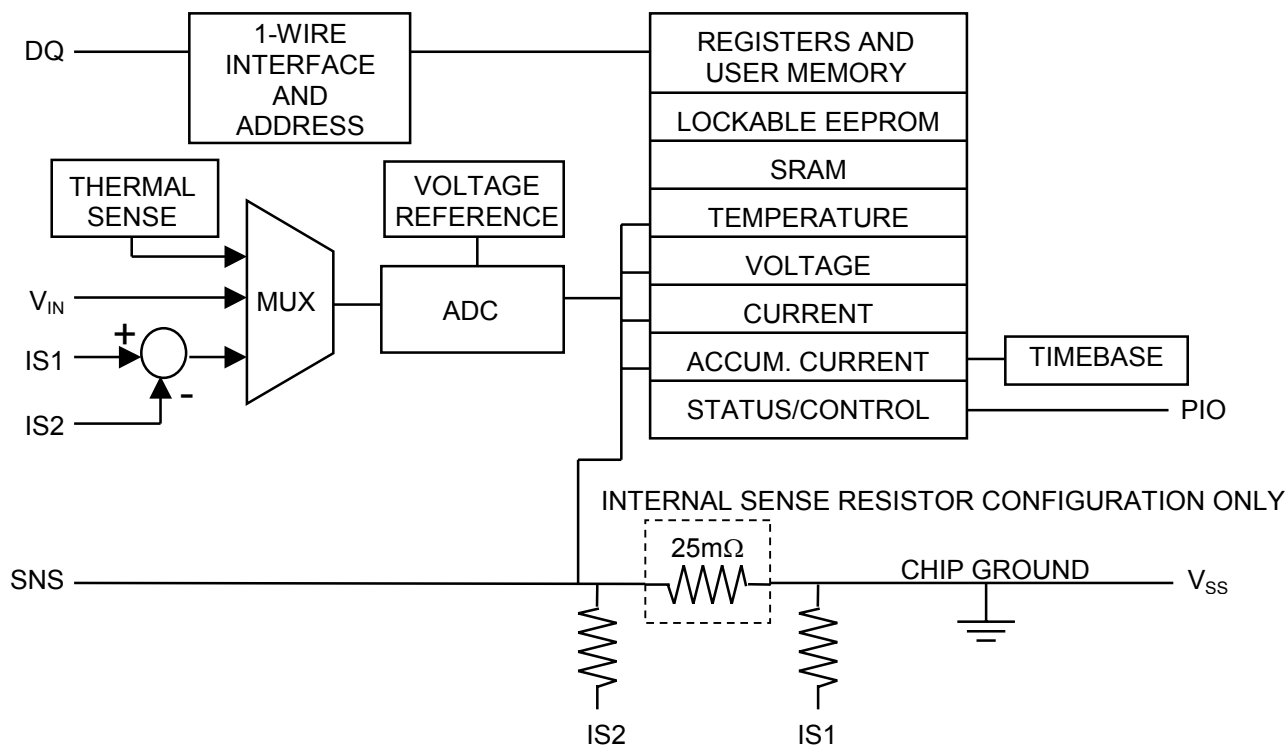 DQ
1-WIRE
INTERFACE
AND
ADDRESS
REGISTERS AND
USER MEMORY
LOCKABLE EEPROM
SRAM
TEMPERATURE
VOLTAGE
CURRENT
ACCUM. CURRENT
STATUS/CONTROL
THERMAL
SENSE
VOLTAGE
REFERENCE
VIN
MUX
ADC
+
IS1
-
IS2
TIMEBASE
PIO
INTERNAL SENSE RESISTOR CONFIGURATION ONLY
25mΩ
SNS
CHIP GROUND
VSS
IS2
IS1